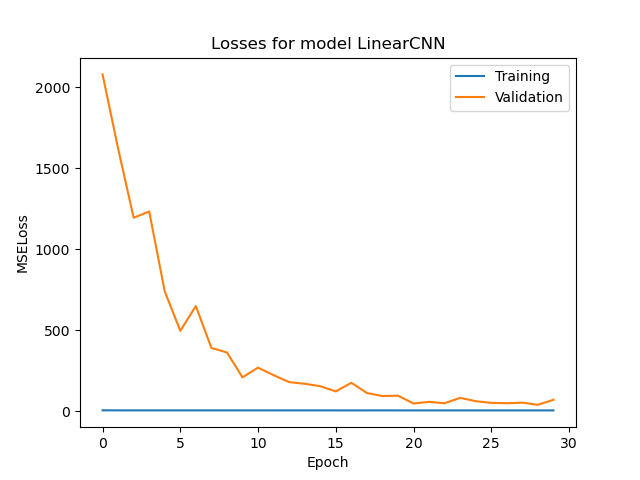 Losses for model LinearCNN
Training
Validation
2000
1500
1000
500
0
MSELoss
0 5 10 15 20 25 30
Epoch